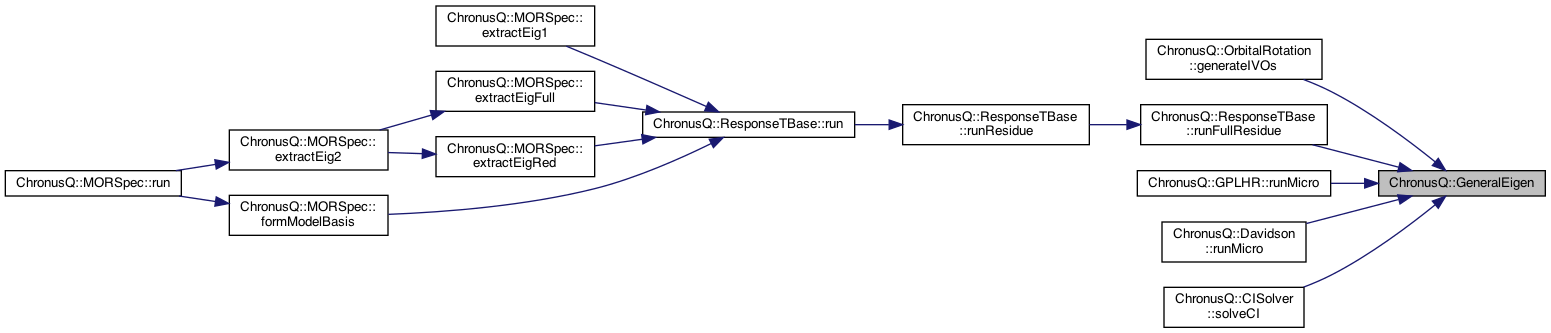 ChronusQ::MORSpec::run
ChronusQ::MORSpec::
extractEig2
ChronusQ::MORSpec::
formModelBasis
ChronusQ::MORSpec::
extractEig1
ChronusQ::MORSpec::
extractEigFull
ChronusQ::MORSpec::
extractEigRed
ChronusQ::ResponseTBase::run
ChronusQ::ResponseTBase
::runResidue
ChronusQ::OrbitalRotation
::generateIVOs
ChronusQ::ResponseTBase
::runFullResidue
ChronusQ::GPLHR::runMicro
ChronusQ::Davidson
::runMicro
ChronusQ::CISolver
::solveCI
ChronusQ::GeneralEigen